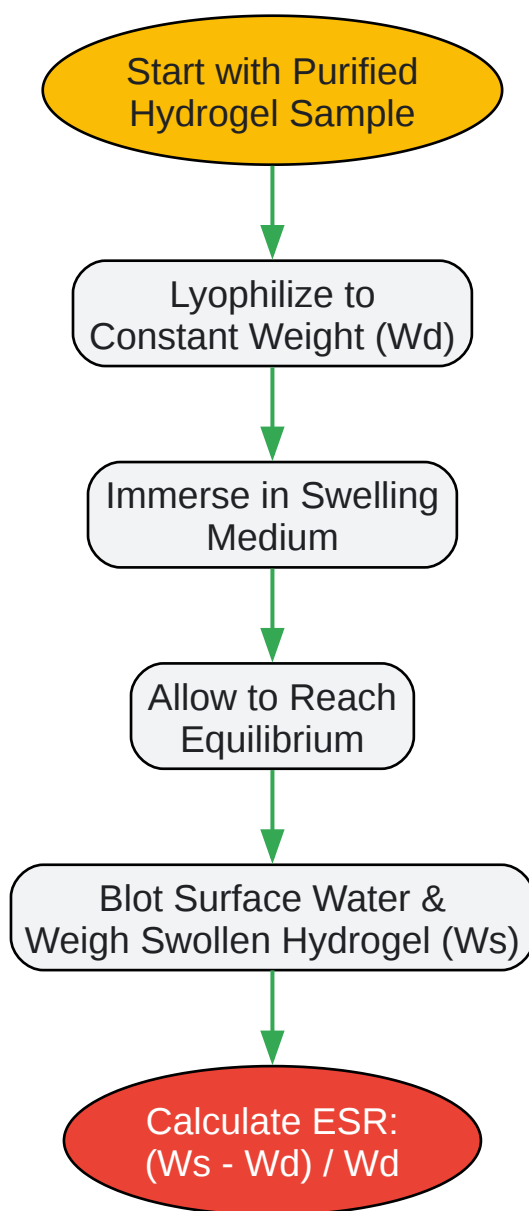 Start with Purified
Hydrogel Sample
Lyophilize to
Constant Weight (Wd)
Immerse in Swelling
Medium
Allow to Reach
Equilibrium
Blot Surface Water &
Weigh Swollen Hydrogel (Ws)
Calculate ESR:
(Ws - Wd) / Wd